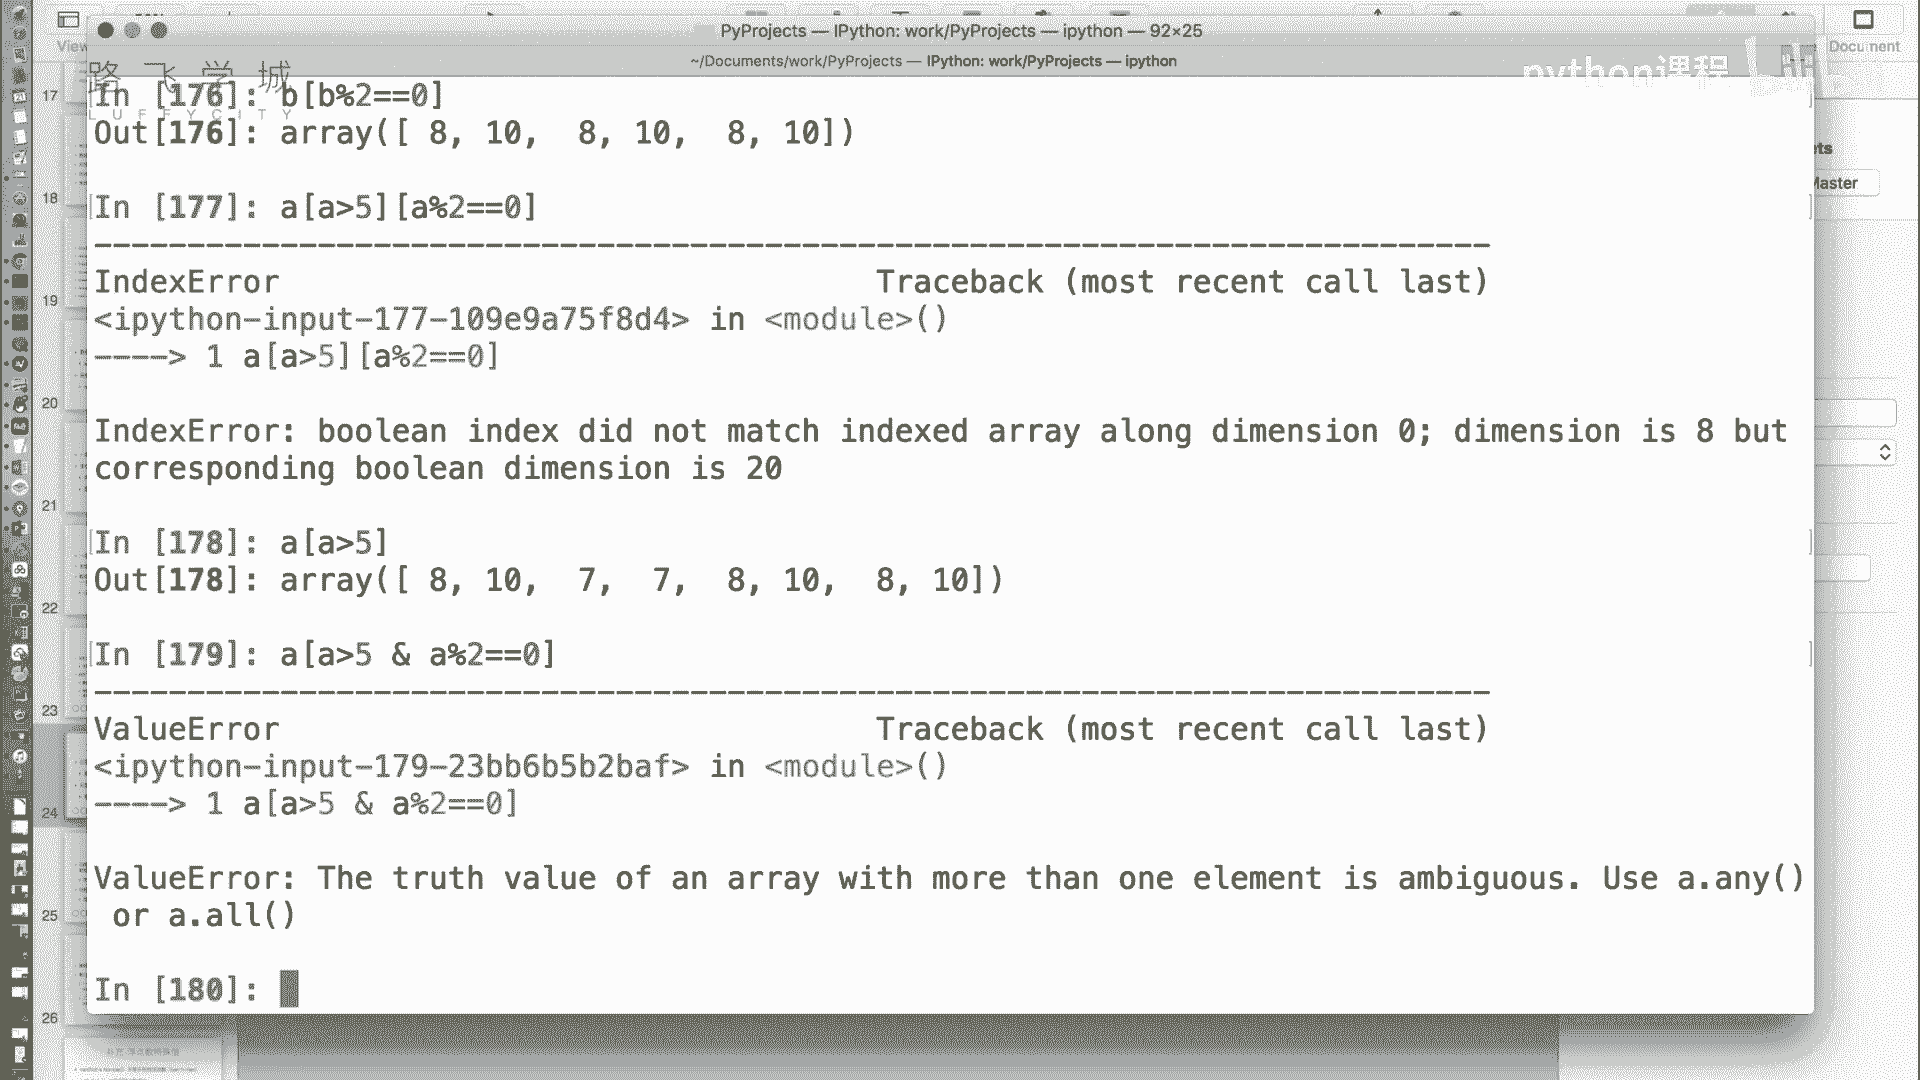 PyProjects — IPython: work/PyProjects — ipython — 92×25
~/Documents/work/PyProjects — IPython: work/PyProjects — ipython
View
Document
路飞学城
LUFFYCITY
python课程
In [176]: b[b%2==0]
Out[176]: array([ 8, 10,  8, 10,  8, 10])
In [177]: a[a>5][a%2==0]
IndexError                                Traceback (most recent call last)
<ipython-input-177-109e9a75f8d4> in <module>()
----> 1 a[a>5][a%2==0]
IndexError: boolean index did not match indexed array along dimension 0; dimension is 8 but
corresponding boolean dimension is 20
In [178]: a[a>5]
Out[178]: array([ 8, 10,  7,  7,  8, 10,  8, 10])
In [179]: a[a>5 & a%2==0]
ValueError                                Traceback (most recent call last)
<ipython-input-179-23bb6b5b2baf> in <module>()
----> 1 a[a>5 & a%2==0]
ValueError: The truth value of an array with more than one element is ambiguous. Use a.any()
 or a.all()
In [180]:
17
18
19
20
21
22
23
24
25
26
Master